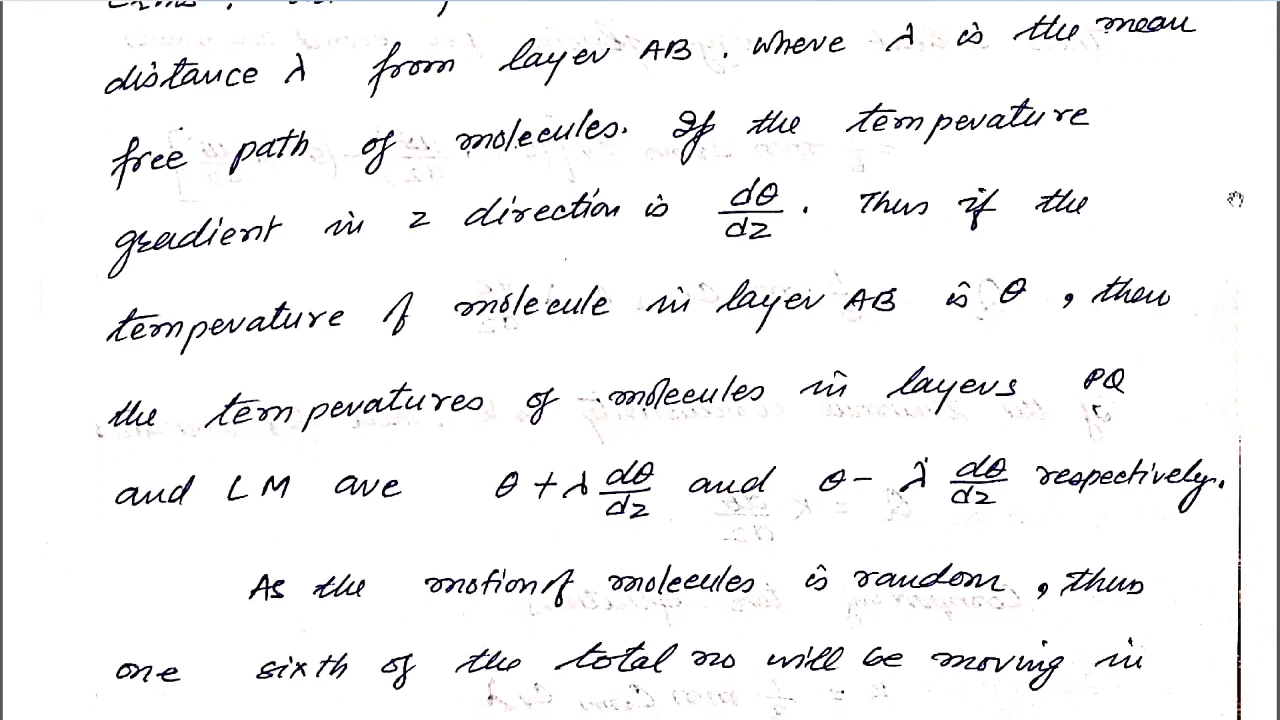 distance λ from layer AB. where λ is the mean
free path of molecules. If the temperature
gradient in z direction is dθ/dz. Thus if the
temperature of molecule in layer AB is θ, then
the temperatures of molecules in layers PQ
and LM are θ + λ dθ/dz and θ - λ dθ/dz respectively.
As the motion of molecules is random, thus
one sixth of the total no will be moving in